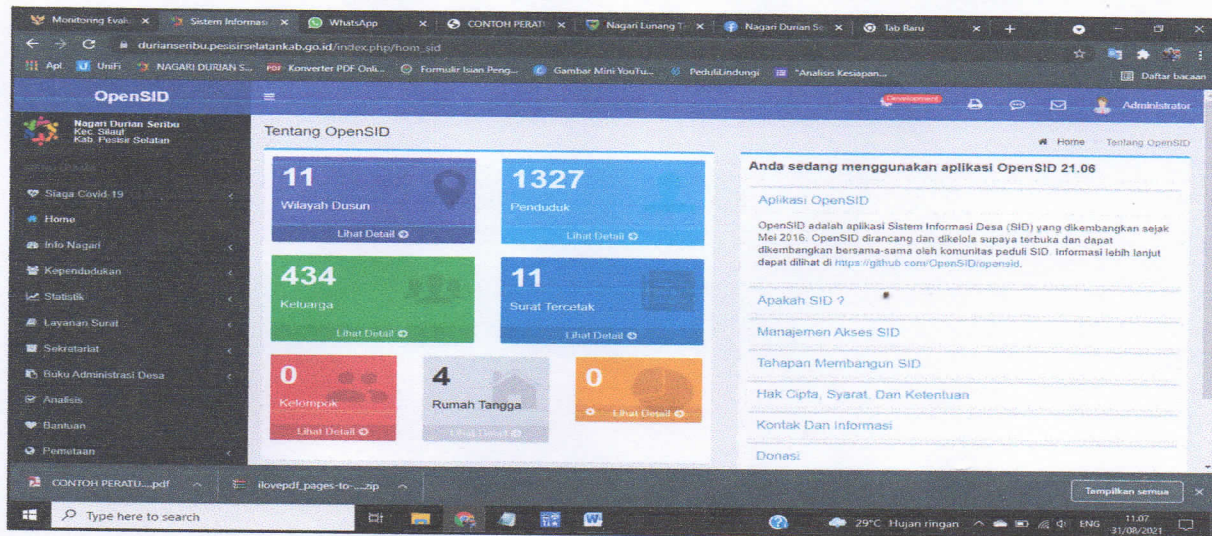 Monitoring Evalu
Sistem Informas
WhatsApp
CONTOH PERATU
Nagari Lunang T
Nagari Durian Se
Tab Baru
durianseribu.pesisirselatankab.go.id/index.php/hom_sid
Apl.
UniFi
NAGARI DURIAN S...
Konverter PDF Onli...
Formulir Isian Peng...
Gambar Mini YouTu...
PeduliLindungi
"Analisis Kesiapan...
Daftar bacaan
OpenSID
Development
Administrator
Nagari Durian Seribu
Kec. Silaut
Kab. Pesisir Selatan
Siaga Covid-19
Home
Info Nagari
Kependudukan
Statistik
Layanan Surat
Sekretariat
Buku Administrasi Desa
Analisis
Bantuan
Pemetaan
Tentang OpenSID
Home
Tentang OpenSID
11
Wilayah Dusun
Lihat Detail
1327
Penduduk
Lihat Detail
434
Keluarga
Lihat Detail
11
Surat Tercetak
Lihat Detail
0
Kelompok
Lihat Detail
4
Rumah Tangga
Lihat Detail
0
Lihat Detail
Anda sedang menggunakan aplikasi OpenSID 21.06
Aplikasi OpenSID
OpenSID adalah aplikasi Sistem Informasi Desa (SID) yang dikembangkan sejak
Mei 2016. OpenSID dirancang dan dikelola supaya terbuka dan dapat
dikembangkan bersama-sama oleh komunitas peduli SID. Informasi lebih lanjut
dapat dilihat di https://github.com/OpenSID/opensid.
Apakah SID ?
Manajemen Akses SID
Tahapan Membangun SID
Hak Cipta, Syarat, Dan Ketentuan
Kontak Dan Informasi
Donasi
CONTOH PERATU....pdf
ilovepdf_pages-to-....zip
Tampilkan semua
Type here to search
29°C Hujan ringan
ENG
11.07
31/08/2021